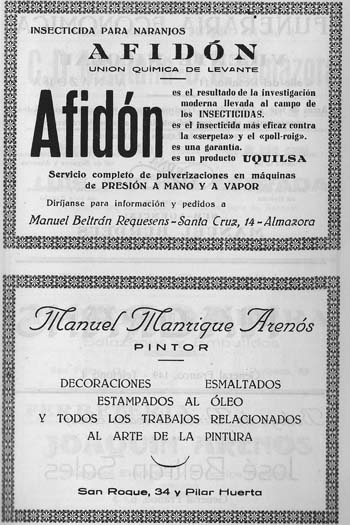 INSECTICIDA PARA NARANJOS
AFIDÓN
UNION QUÍMICA DE LEVANTE
Afidón
es el resultado de la investigación
moderna llevada al campo de
los INSECTICIDAS.
es el insecticida más eficaz contra
la «serpeta» y el «poll-roig».
es una garantía.
es un producto UQUILSA
Servicio completo de pulverizaciones en máquinas
de PRESIÓN A MANO Y A VAPOR
Diríjanse para información y pedidos a
Manuel Beltrán Requesens-Santa Cruz, 14-Almazora
Manuel Manrique Arenós
PINTOR
DECORACIONES ESMALTADOS
ESTAMPADOS AL ÓLEO
Y TODOS LOS TRABAJOS RELACIONADOS
AL ARTE DE LA PINTURA
San Roque, 34 y Pilar Huerta